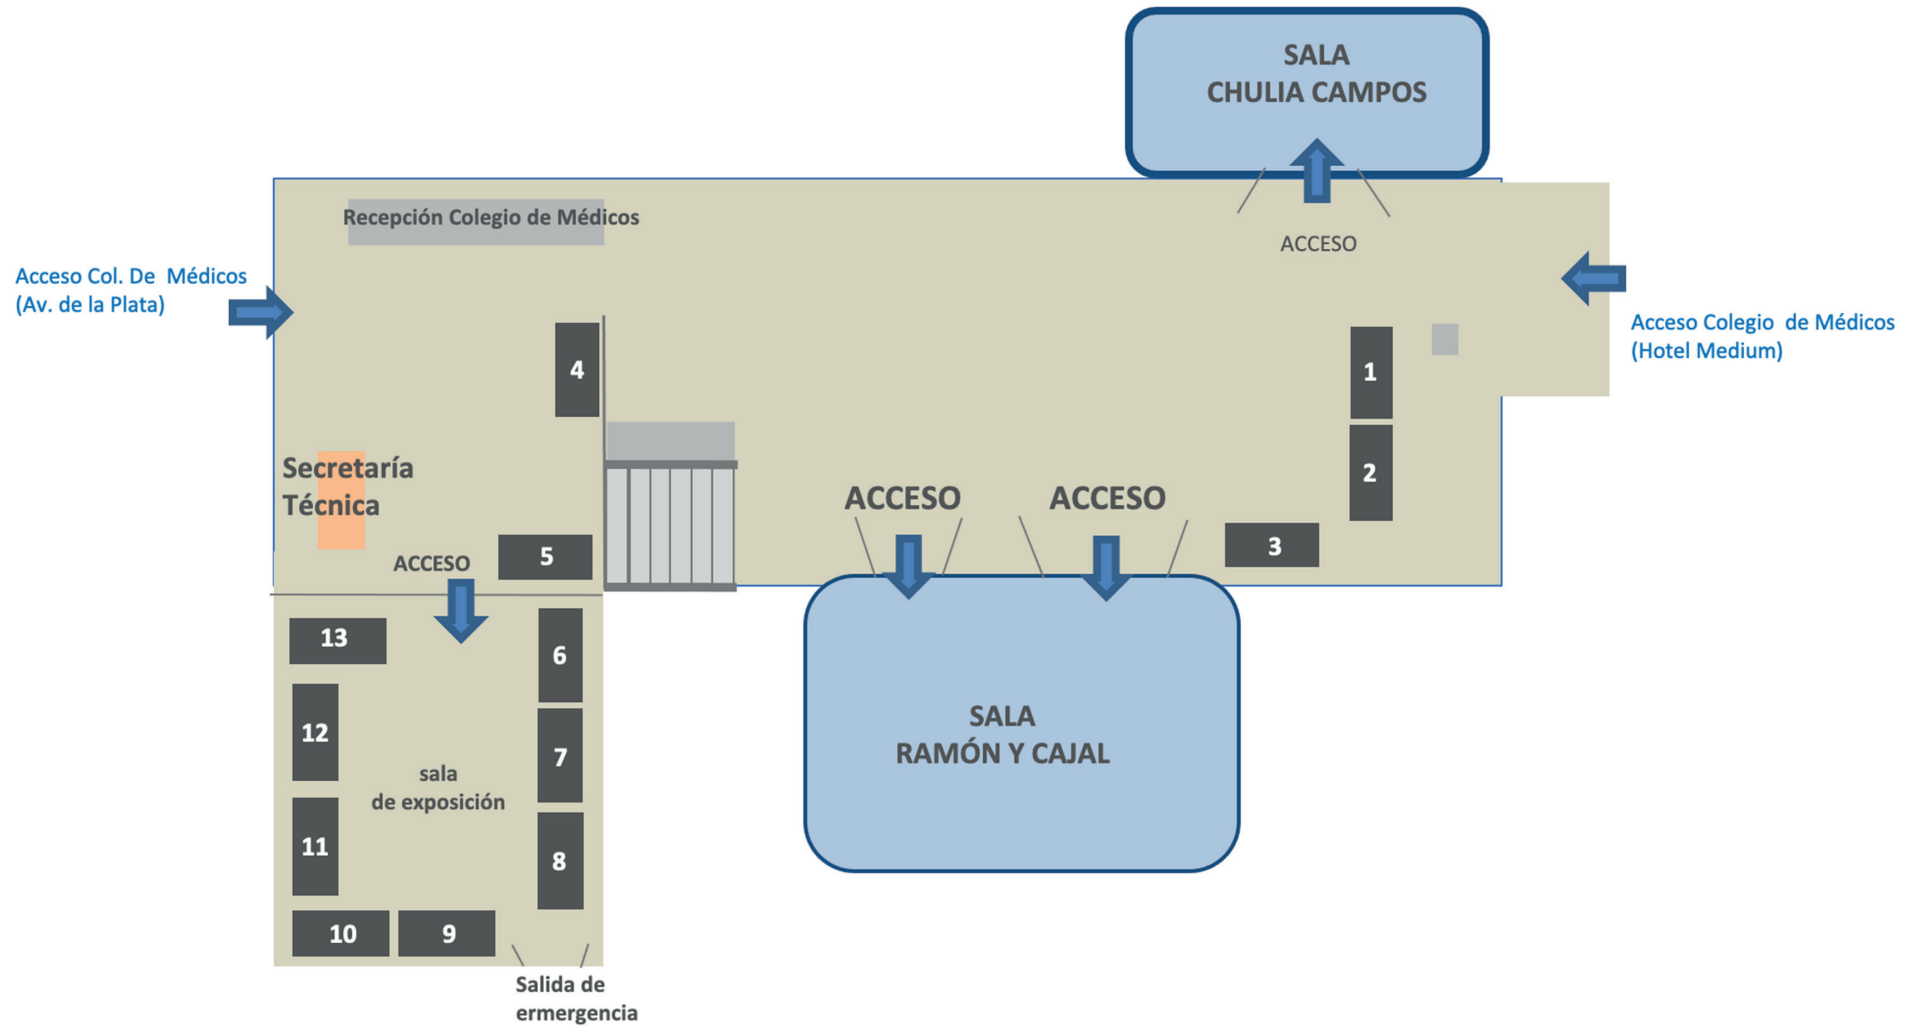 SALA
CHULIA CAMPOS
Recepción Colegio de Médicos
ACCESO
Acceso Col. De Médicos
(Av. de la Plata)
Acceso Colegio de Médicos
(Hotel Medium)
4
1
Secretaría
Técnica
2
ACCESO
ACCESO
3
5
ACCESO
13
6
12
7
SALA
RAMÓN Y CAJAL
sala
de exposición
11
8
10
9
Salida de
ermergencia